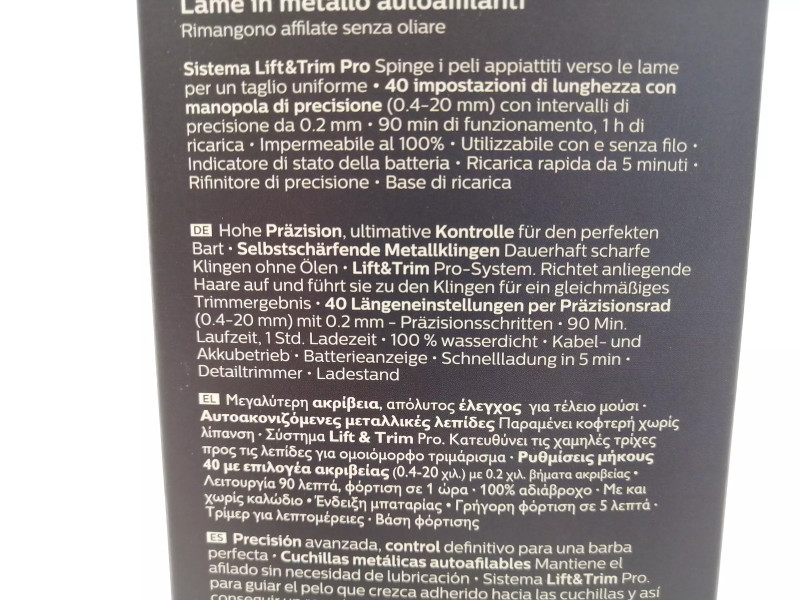 Lame in metallo autoaffilanti
Rimangono affilate senza oliare
Sistema Lift&Trim Pro Spinge i peli appiattiti verso le lame
per un taglio uniforme • 40 impostazioni di lunghezza con
manopola di precisione (0.4-20 mm) con intervalli di
precisione da 0.2 mm • 90 min di funzionamento, 1 h di
ricarica • Impermeabile al 100% • Utilizzabile con e senza filo •
Indicatore di stato della batteria • Ricarica rapida da 5 minuti •
Rifinitore di precisione • Base di ricarica
DE Hohe Präzision, ultimative Kontrolle für den perfekten
Bart • Selbstschärfende Metallklingen Dauerhaft scharfe
Klingen ohne Ölen • Lift&Trim Pro-System. Richtet anliegende
Haare auf und führt sie zu den Klingen für ein gleichmäßiges
Trimmergebnis • 40 Längeneinstellungen per Präzisionsrad
(0.4-20 mm) mit 0.2 mm - Präzisionsschritten • 90 Min.
Laufzeit, 1 Std. Ladezeit • 100 % wasserdicht • Kabel- und
Akkubetrieb • Batterieanzeige • Schnellladung in 5 min •
Detailtrimmer • Ladestand
EL Μεγαλύτερη ακρίβεια, απόλυτος έλεγχος για τέλειο μούσι •
Αυτοακονιζόμενες μεταλλικές λεπίδες Παραμένει κοφτερή χωρίς
λίπανση • Σύστημα Lift & Trim Pro. Κατευθύνει τις χαμηλές τρίχες
προς τις λεπίδες για ομοιόμορφο τριμάρισμα • Ρυθμίσεις μήκους
40 με επιλογέα ακριβείας (0.4-20 χιλ.) με 0.2 χιλ. βήματα ακριβείας •
Λειτουργία 90 λεπτά, φόρτιση σε 1 ώρα • 100% αδιάβροχο • Με και
χωρίς καλώδιο • Ένδειξη μπαταρίας • Γρήγορη φόρτιση σε 5 λεπτά •
Τρίμερ για λεπτομέρειες • Βάση φόρτισης
ES Precisión avanzada, control definitivo para una barba
perfecta • Cuchillas metálicas autoafilables Mantiene el
afilado sin necesidad de lubricación • Sistema Lift&Trim Pro.
para guiar el pelo que crezca adherido hacia las cuchillas y así
conseguir un